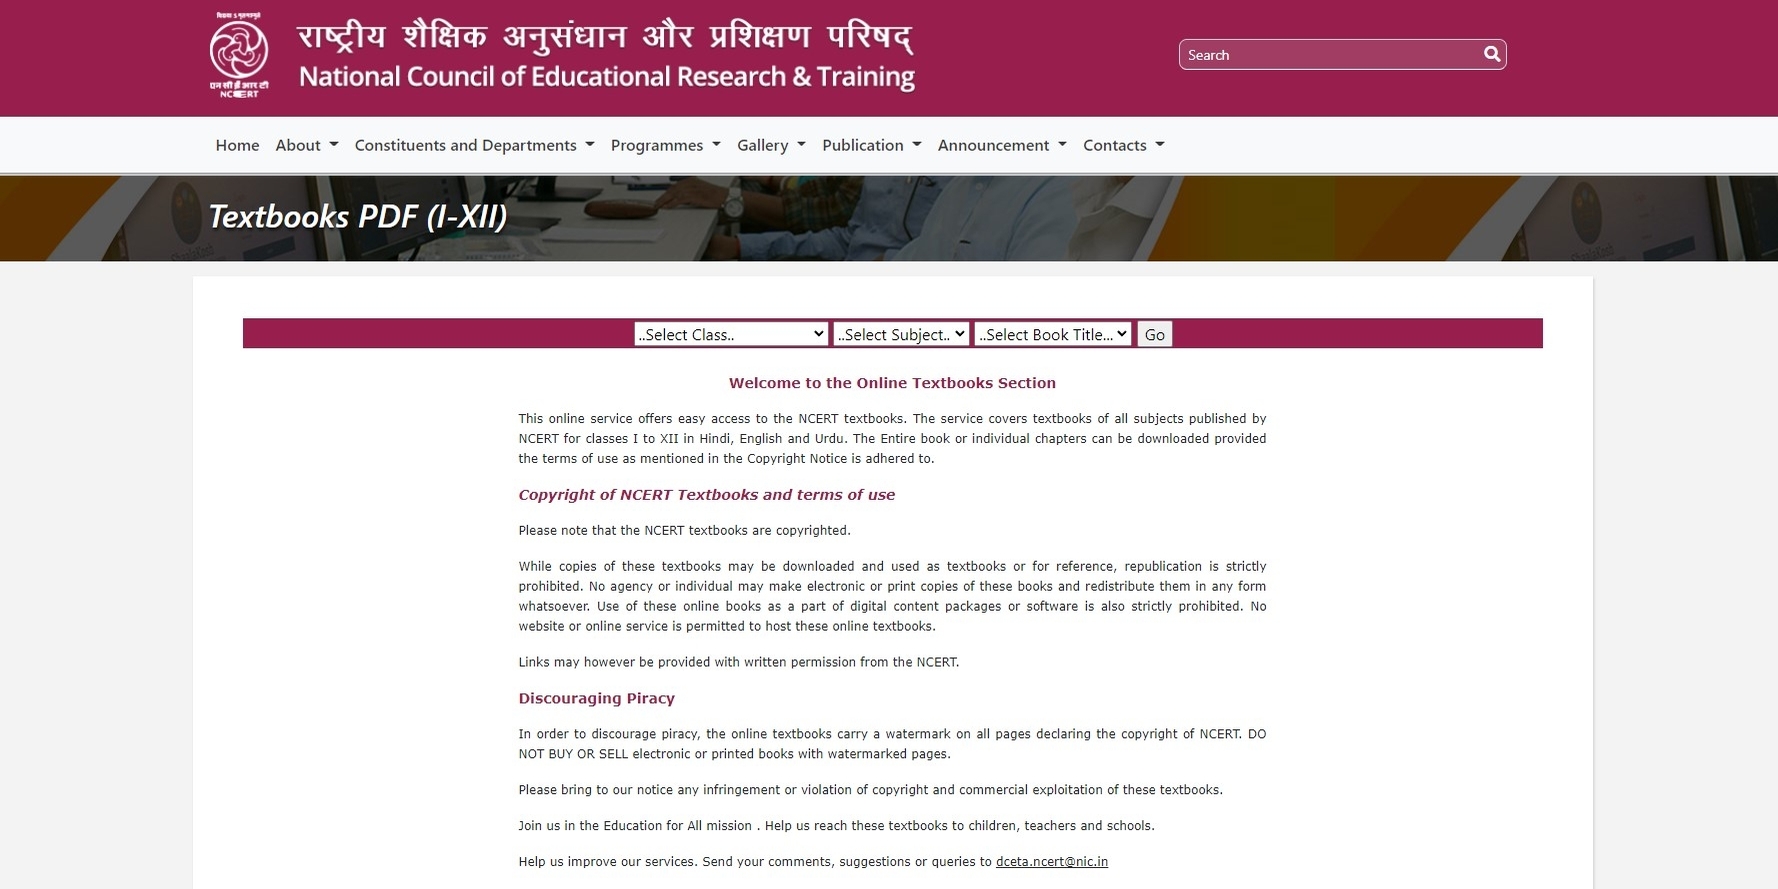 विद्यया ऽ मृतमश्नुते
एन सी ई आर टी
NCERT
राष्ट्रीय शैक्षिक अनुसंधान और प्रशिक्षण परिषद्
National Council of Educational Research & Training
Search
Home About Constituents and Departments Programmes Gallery Publication Announcement Contacts
Textbooks PDF (I-XII)
..Select Class.. ..Select Subject.. ..Select Book Title... Go
Welcome to the Online Textbooks Section
This online service offers easy access to the NCERT textbooks. The service covers textbooks of all subjects published by
NCERT for classes I to XII in Hindi, English and Urdu. The Entire book or individual chapters can be downloaded provided
the terms of use as mentioned in the Copyright Notice is adhered to.
Copyright of NCERT Textbooks and terms of use
Please note that the NCERT textbooks are copyrighted.
While copies of these textbooks may be downloaded and used as textbooks or for reference, republication is strictly
prohibited. No agency or individual may make electronic or print copies of these books and redistribute them in any form
whatsoever. Use of these online books as a part of digital content packages or software is also strictly prohibited. No
website or online service is permitted to host these online textbooks.
Links may however be provided with written permission from the NCERT.
Discouraging Piracy
In order to discourage piracy, the online textbooks carry a watermark on all pages declaring the copyright of NCERT. DO
NOT BUY OR SELL electronic or printed books with watermarked pages.
Please bring to our notice any infringement or violation of copyright and commercial exploitation of these textbooks.
Join us in the Education for All mission . Help us reach these textbooks to children, teachers and schools.
Help us improve our services. Send your comments, suggestions or queries to dceta.ncert@nic.in